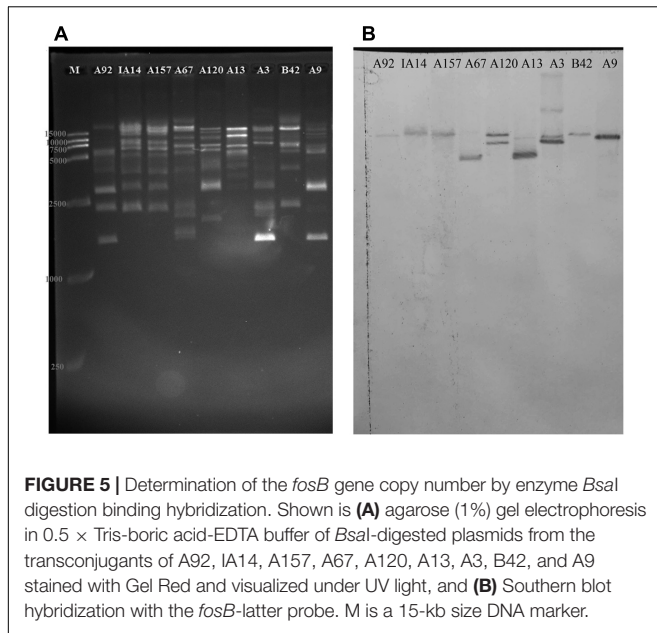 A
B
M A92 IA14 A157 A67 A120 A13 A3 B42 A9
A92 IA14 A157 A67 A120 A13 A3 B42 A9
15000
10000
7500
5000
2500
1000
250
FIGURE 5 | Determination of the fosB gene copy number by enzyme BsaI
digestion binding hybridization. Shown is (A) agarose (1%) gel electrophoresis
in 0.5 × Tris-boric acid-EDTA buffer of BsaI-digested plasmids from the
transconjugants of A92, IA14, A157, A67, A120, A13, A3, B42, and A9
stained with Gel Red and visualized under UV light, and (B) Southern blot
hybridization with the fosB-latter probe. M is a 15-kb size DNA marker.